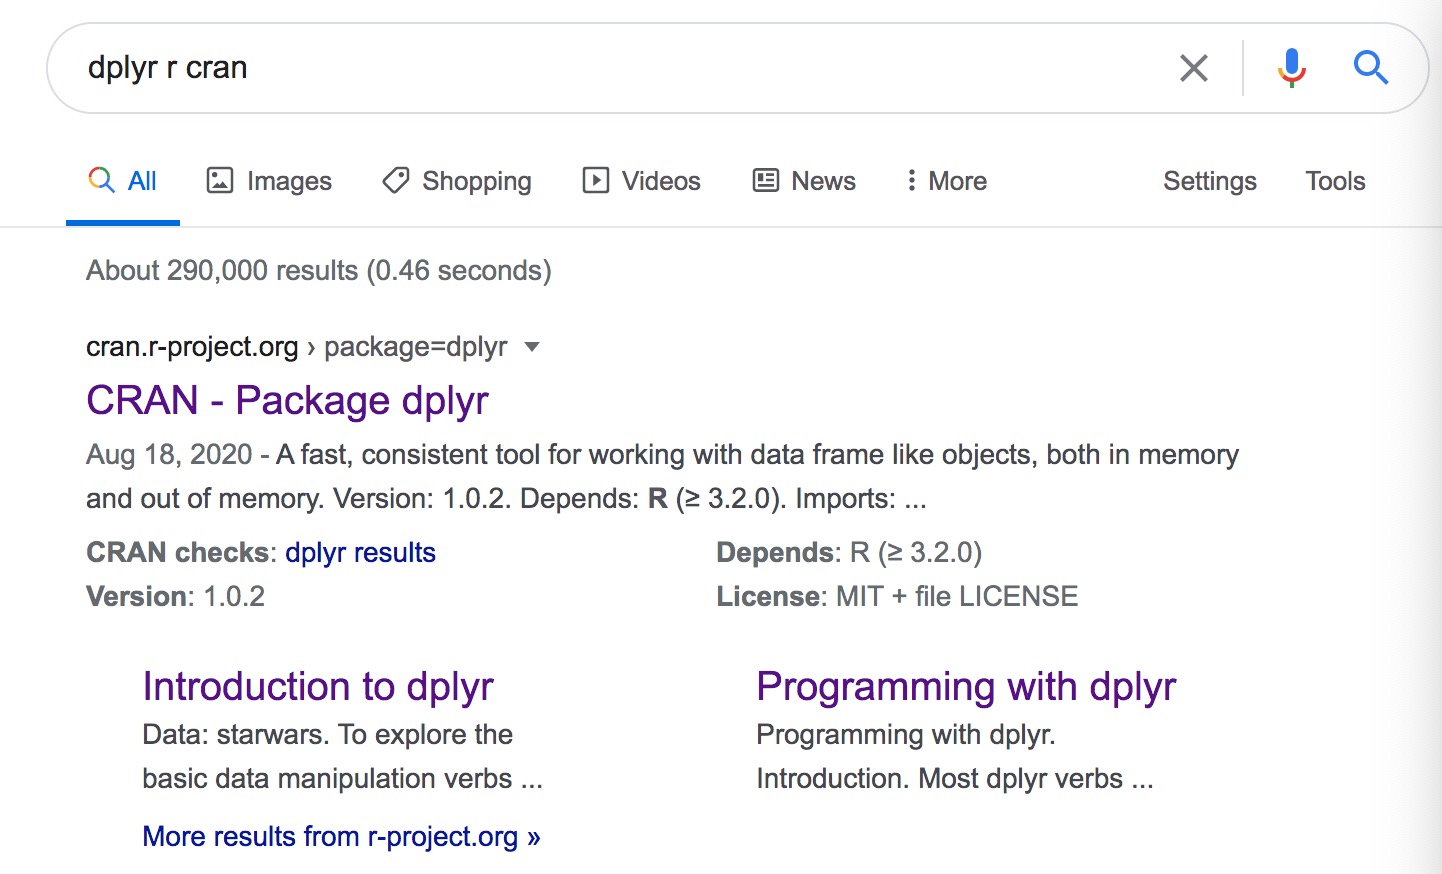 dplyr r cran
All Images Shopping Videos News More Settings Tools
About 290,000 results (0.46 seconds)
cran.r-project.org › package=dplyr
CRAN - Package dplyr
Aug 18, 2020 - A fast, consistent tool for working with data frame like objects, both in memory
and out of memory. Version: 1.0.2. Depends: R (≥ 3.2.0). Imports: ...
CRAN checks: dplyr results
Depends: R (≥ 3.2.0)
Version: 1.0.2
License: MIT + file LICENSE
Introduction to dplyr
Data: starwars. To explore the
basic data manipulation verbs ...
Programming with dplyr
Programming with dplyr.
Introduction. Most dplyr verbs ...
More results from r-project.org »